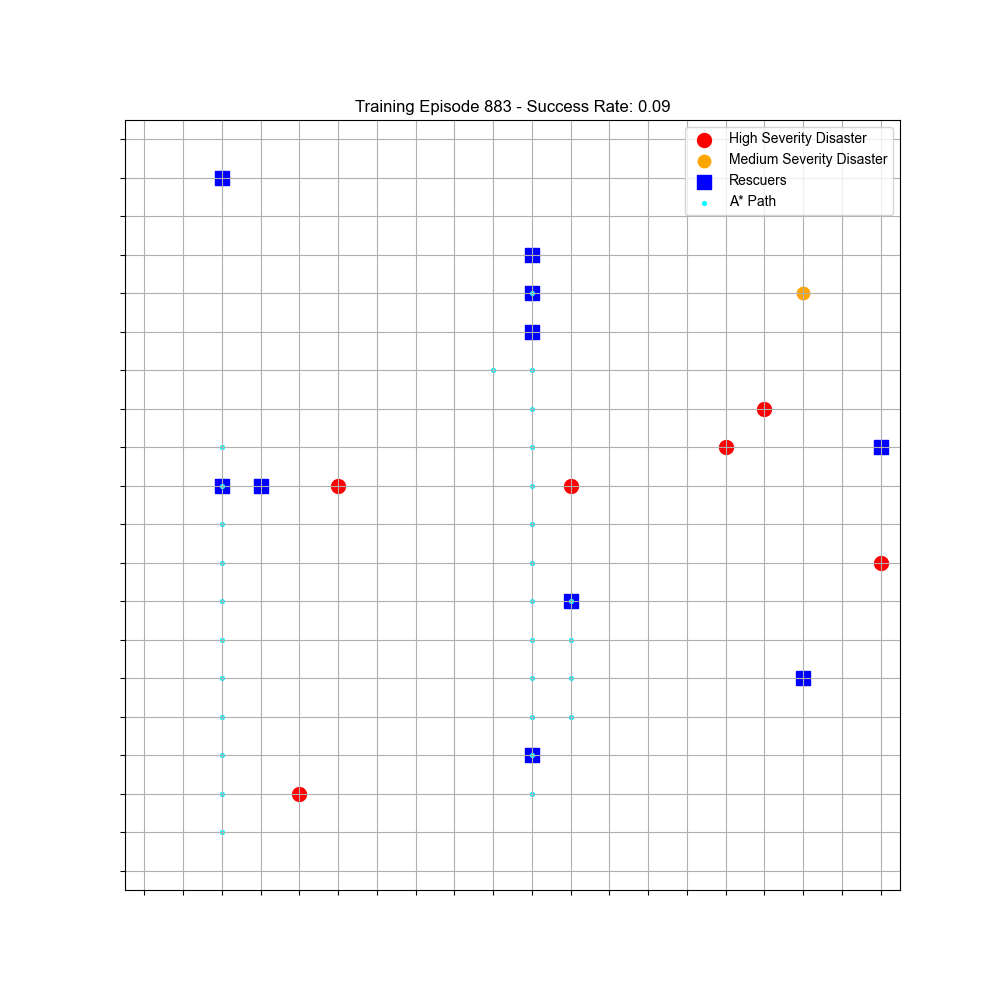 Training Episode 883 - Success Rate: 0.09
High Severity Disaster
Medium Severity Disaster
Rescuers
A* Path